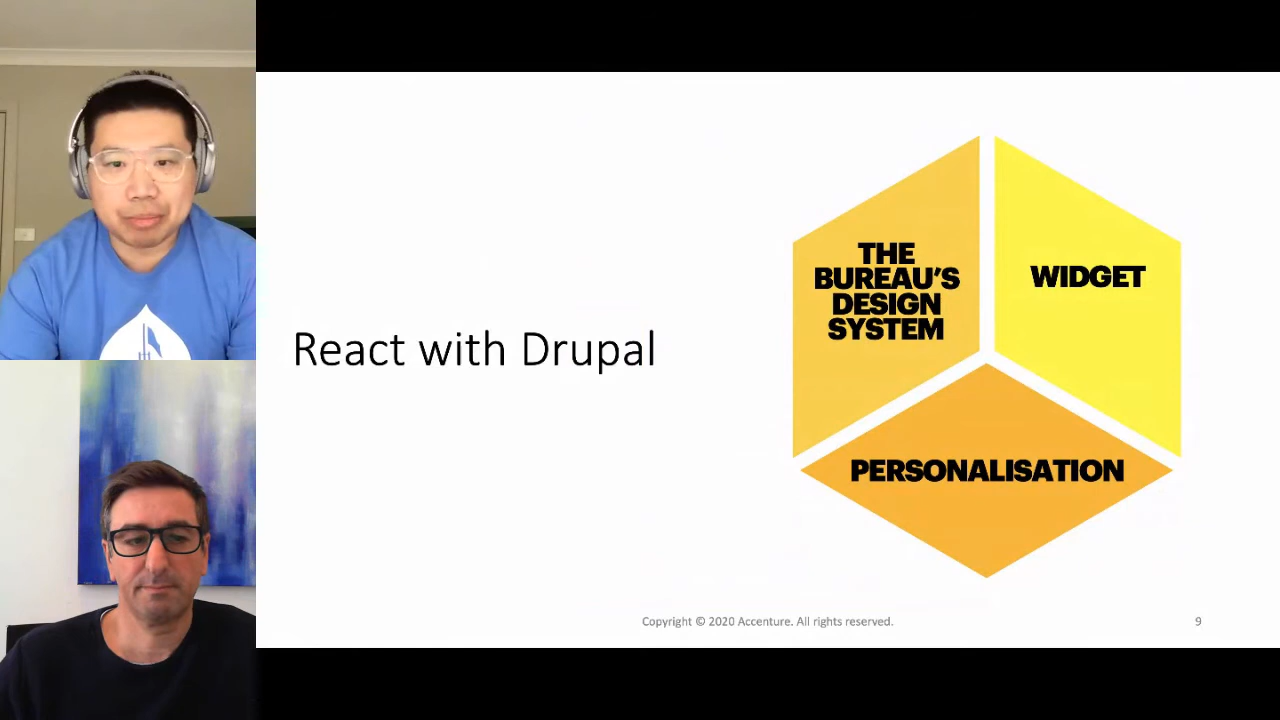 React with Drupal
THE
BUREAU'S
DESIGN
SYSTEM
WIDGET
PERSONALISATION
Copyright © 2020 Accenture. All rights reserved.
9